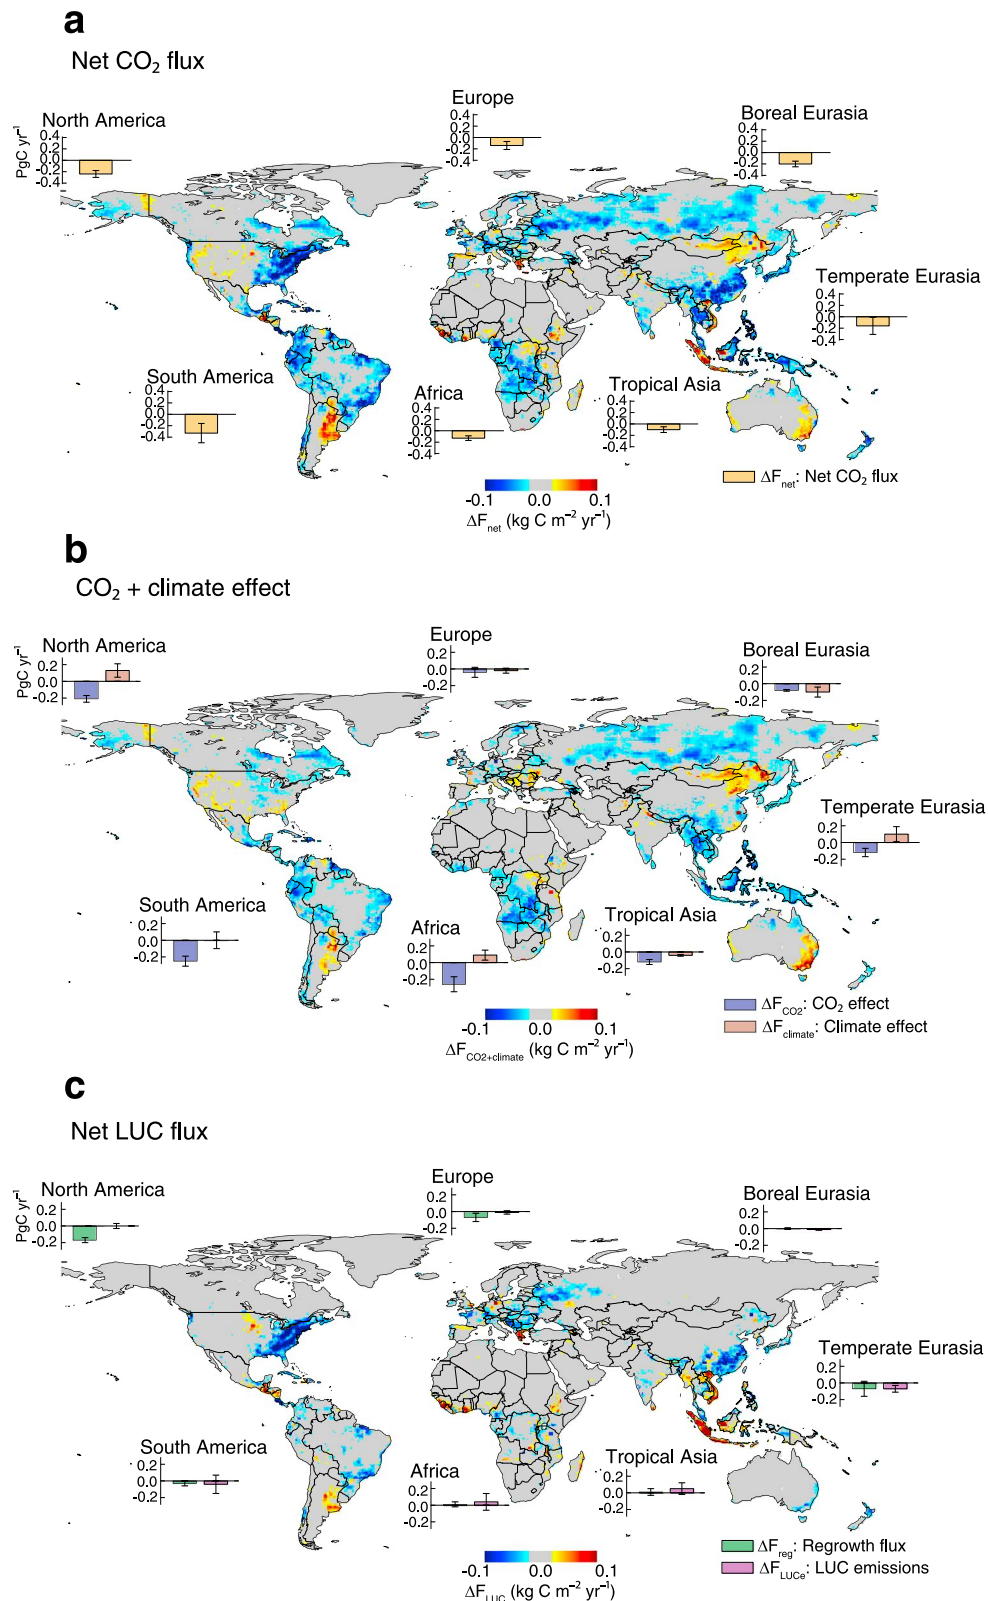 a
Net CO₂ flux
North America
PgC yr⁻¹
0.4
0.2
0.0
-0.2
-0.4
Europe
0.4
0.2
0.0
-0.2
-0.4
Boreal Eurasia
0.4
0.2
0.0
-0.2
-0.4
Temperate Eurasia
0.4
0.2
0.0
-0.2
-0.4
South America
0.4
0.2
0.0
-0.2
-0.4
Africa
0.4
0.2
0.0
-0.2
-0.4
Tropical Asia
0.4
0.2
0.0
-0.2
-0.4
-0.1 0.0 0.1
ΔFnet (kg C m⁻² yr⁻¹)
ΔFnet: Net CO₂ flux
b
CO₂ + climate effect
North America
PgC yr⁻¹
0.2
0.0
-0.2
Europe
0.2
0.0
-0.2
Boreal Eurasia
0.2
0.0
-0.2
Temperate Eurasia
0.2
0.0
-0.2
South America
0.2
0.0
-0.2
Africa
0.2
0.0
-0.2
Tropical Asia
0.2
0.0
-0.2
-0.1 0.0 0.1
ΔFCO2+climate (kg C m⁻² yr⁻¹)
ΔFCO2: CO₂ effect
ΔFclimate: Climate effect
c
Net LUC flux
North America
PgC yr⁻¹
0.2
0.0
-0.2
Europe
0.2
0.0
-0.2
Boreal Eurasia
0.2
0.0
-0.2
Temperate Eurasia
0.2
0.0
-0.2
South America
0.2
0.0
-0.2
Africa
0.2
0.0
-0.2
Tropical Asia
0.2
0.0
-0.2
-0.1 0.0 0.1
ΔFLUC (kg C m⁻² yr⁻¹)
ΔFreg: Regrowth flux
ΔFLUCe: LUC emissions